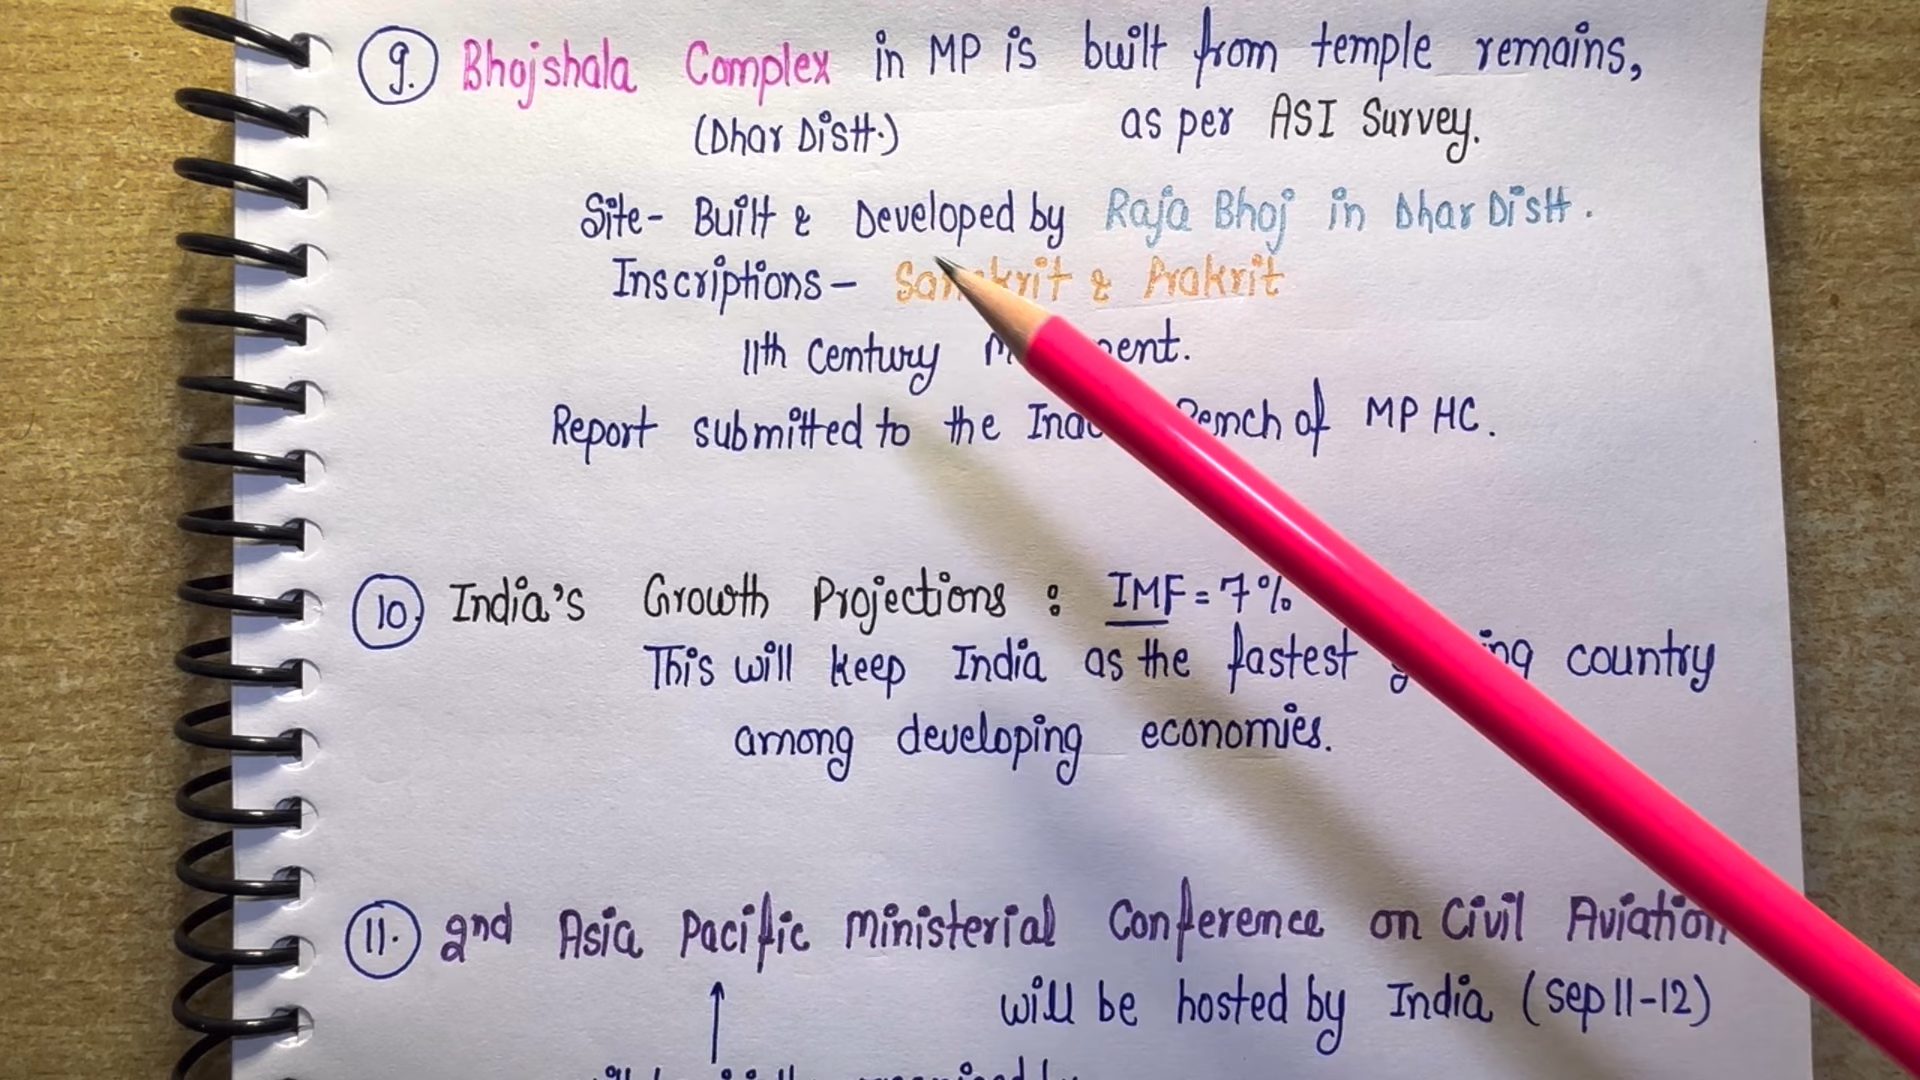 9. Bhojshala Complex in MP is built from temple remains,
(Dhar Distt.) as per ASI Survey.
Site- Built & Developed by Raja Bhoj in Dhar Distt.
Inscriptions- & Prakrit
11th Century
Report submitted to the of MP HC.
10. India's Growth Projections : IMF = 7%
This will keep India as the fastest country
among developing economies.
11. 2nd Asia Pacific Ministerial Conference on Civil Aviation
will be hosted by India (Sep 11-12)